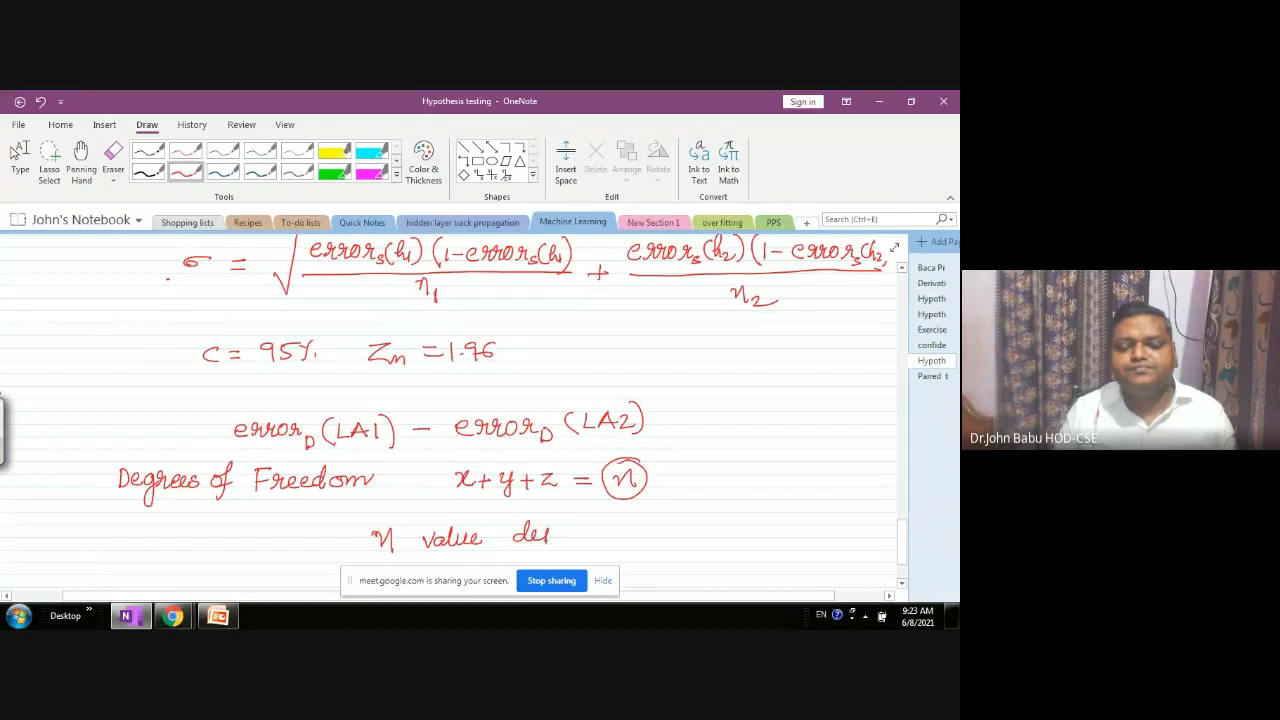 Hypothesis testing - OneNote
Sign in
File Home Insert Draw History Review View
Type Lasso Select Panning Hand Eraser Color & Thickness Insert Space Delete Arrange Rotate Ink to Text Ink to Math
Tools Shapes Edit Convert
John's Notebook Shopping lists Recipes To-do lists Quick Notes hidden layer back propagation Machine Learning New Section 1 over fitting PPS + Search (Ctrl+E)
Add Pag
Baca Pr
Derivati
Hypoth
Hypoth
Exercise
confide
Hypoth
Paired t
σ = √ errorₛ(h₁) (1-errorₛ(h₁) / n₁ + errorₛ(h₂) (1- errorₛ(h₂ / n₂
C = 95% Zₙ = 1.96
error_D (LA1) - error_D (LA2)
Degrees of Freedom x + y + z = n
n value de
meet.google.com is sharing your screen. Stop sharing Hide
Desktop » EN 9:23 AM
6/8/2021
Dr.John Babu HOD-CSE